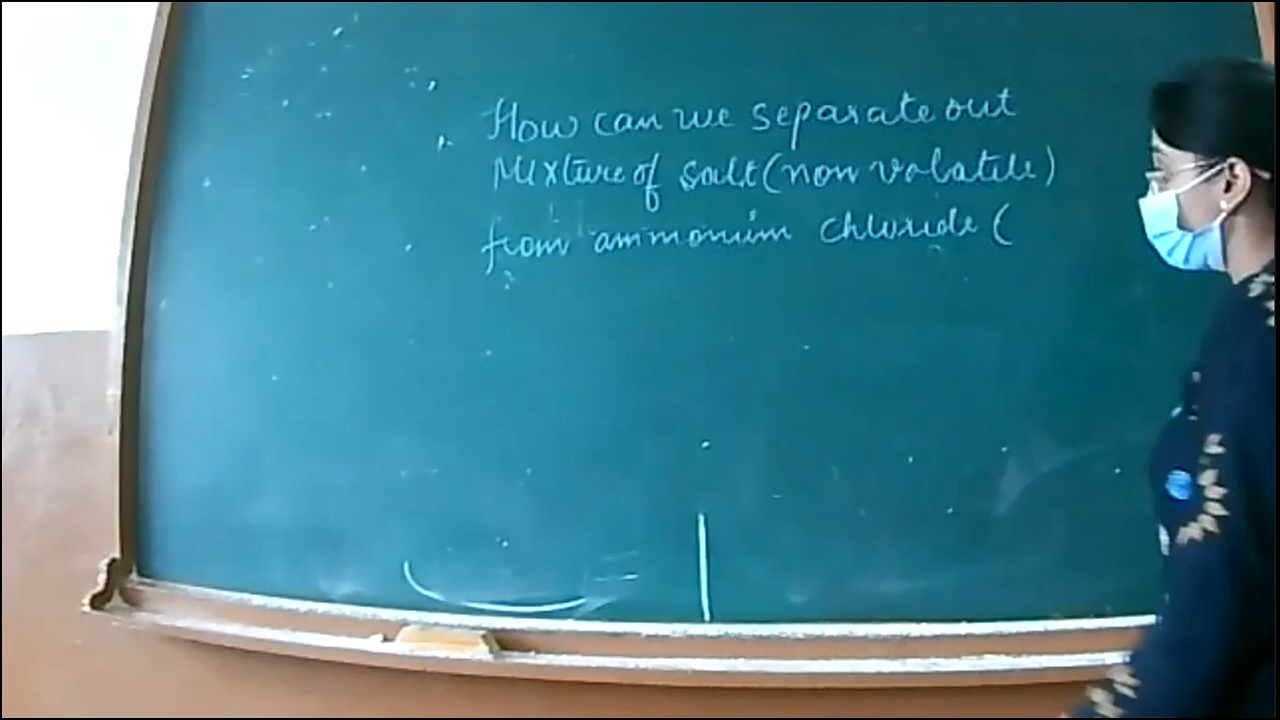 How can we separate out
Mixture of salt (non volatile)
from ammonium chloride (